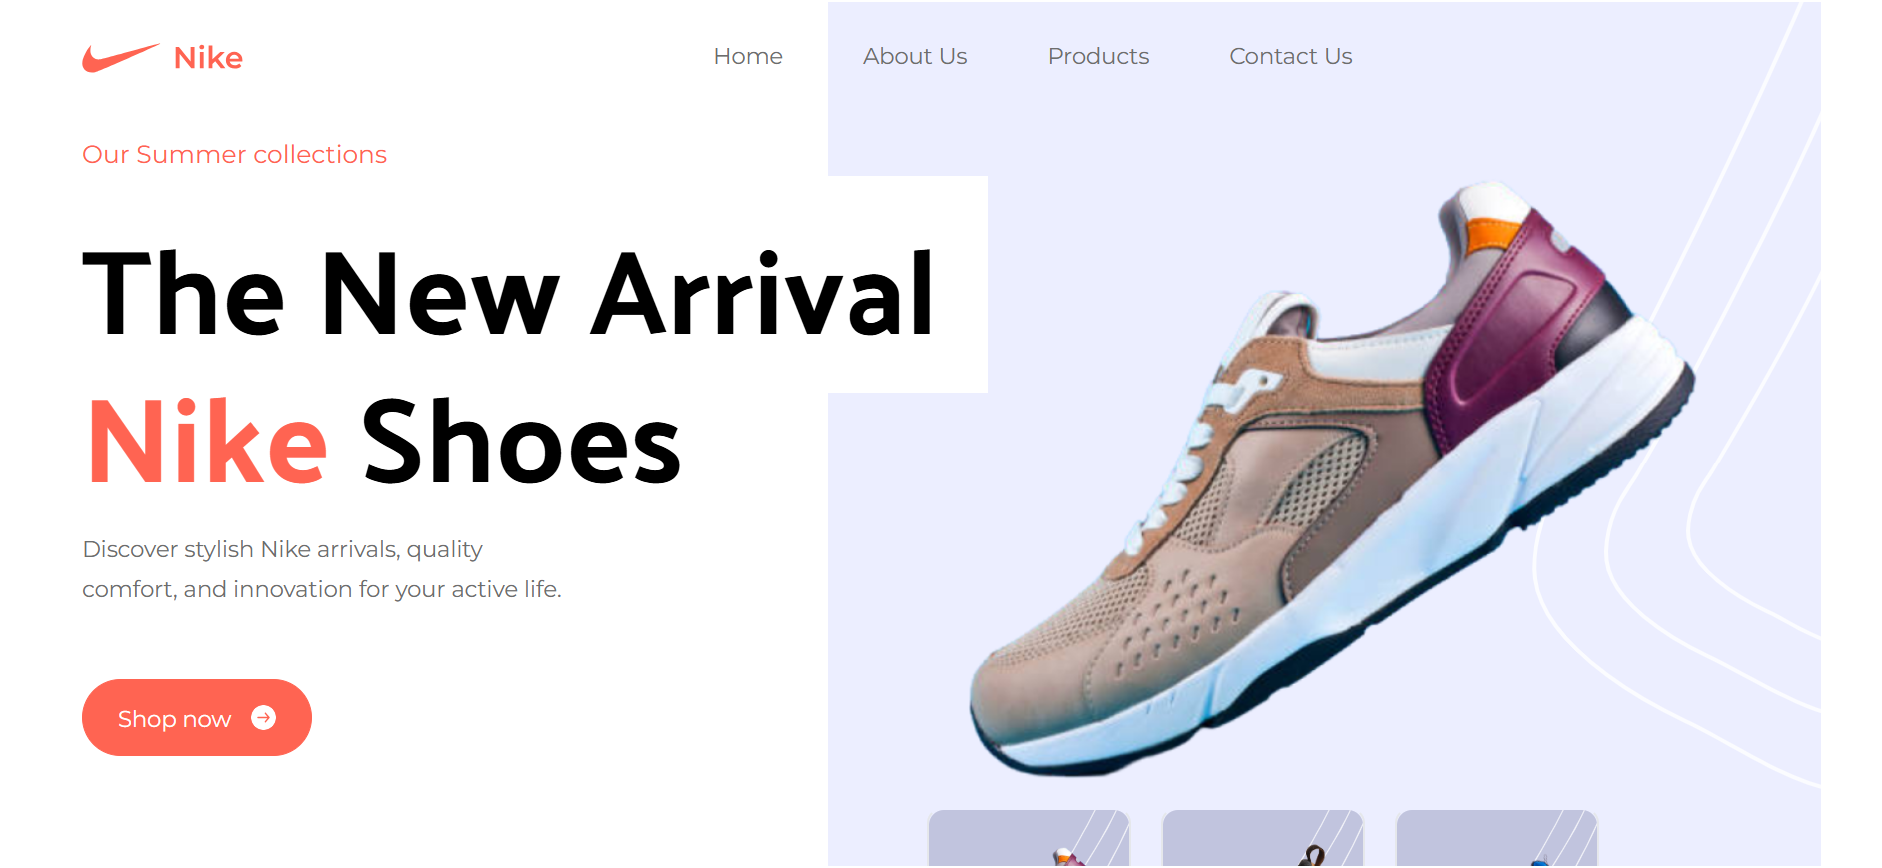 Nike
Home About Us Products Contact Us
Our Summer collections
The New Arrival
Nike Shoes
Discover stylish Nike arrivals, quality
comfort, and innovation for your active life.
Shop now